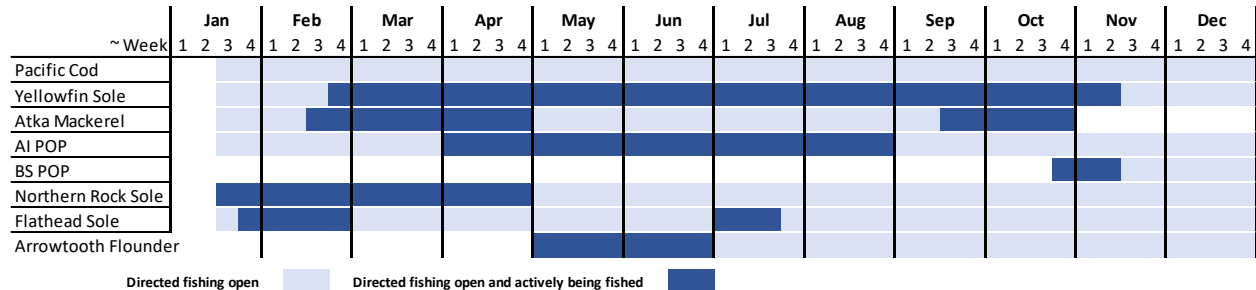 Jan Feb Mar Apr May Jun Jul Aug Sep Oct Nov Dec
~ Week 1 2 3 4 1 2 3 4 1 2 3 4 1 2 3 4 1 2 3 4 1 2 3 4 1 2 3 4 1 2 3 4 1 2 3 4 1 2 3 4 1 2 3 4 1 2 3 4
Pacific Cod
Yellowfin Sole
Atka Mackerel
AI POP
BS POP
Northern Rock Sole
Flathead Sole
Arrowtooth Flounder
Directed fishing open Directed fishing open and actively being fished